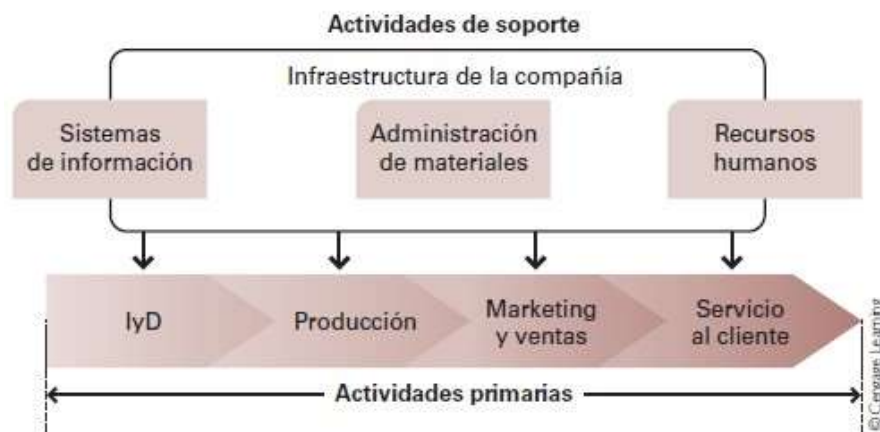 Actividades de soporte
Infraestructura de la compañía
Sistemas
de información
Administración
de materiales
Recursos
humanos
IyD
Producción
Marketing
y ventas
Servicio
al cliente
Actividades primarias
© Cengage Learning